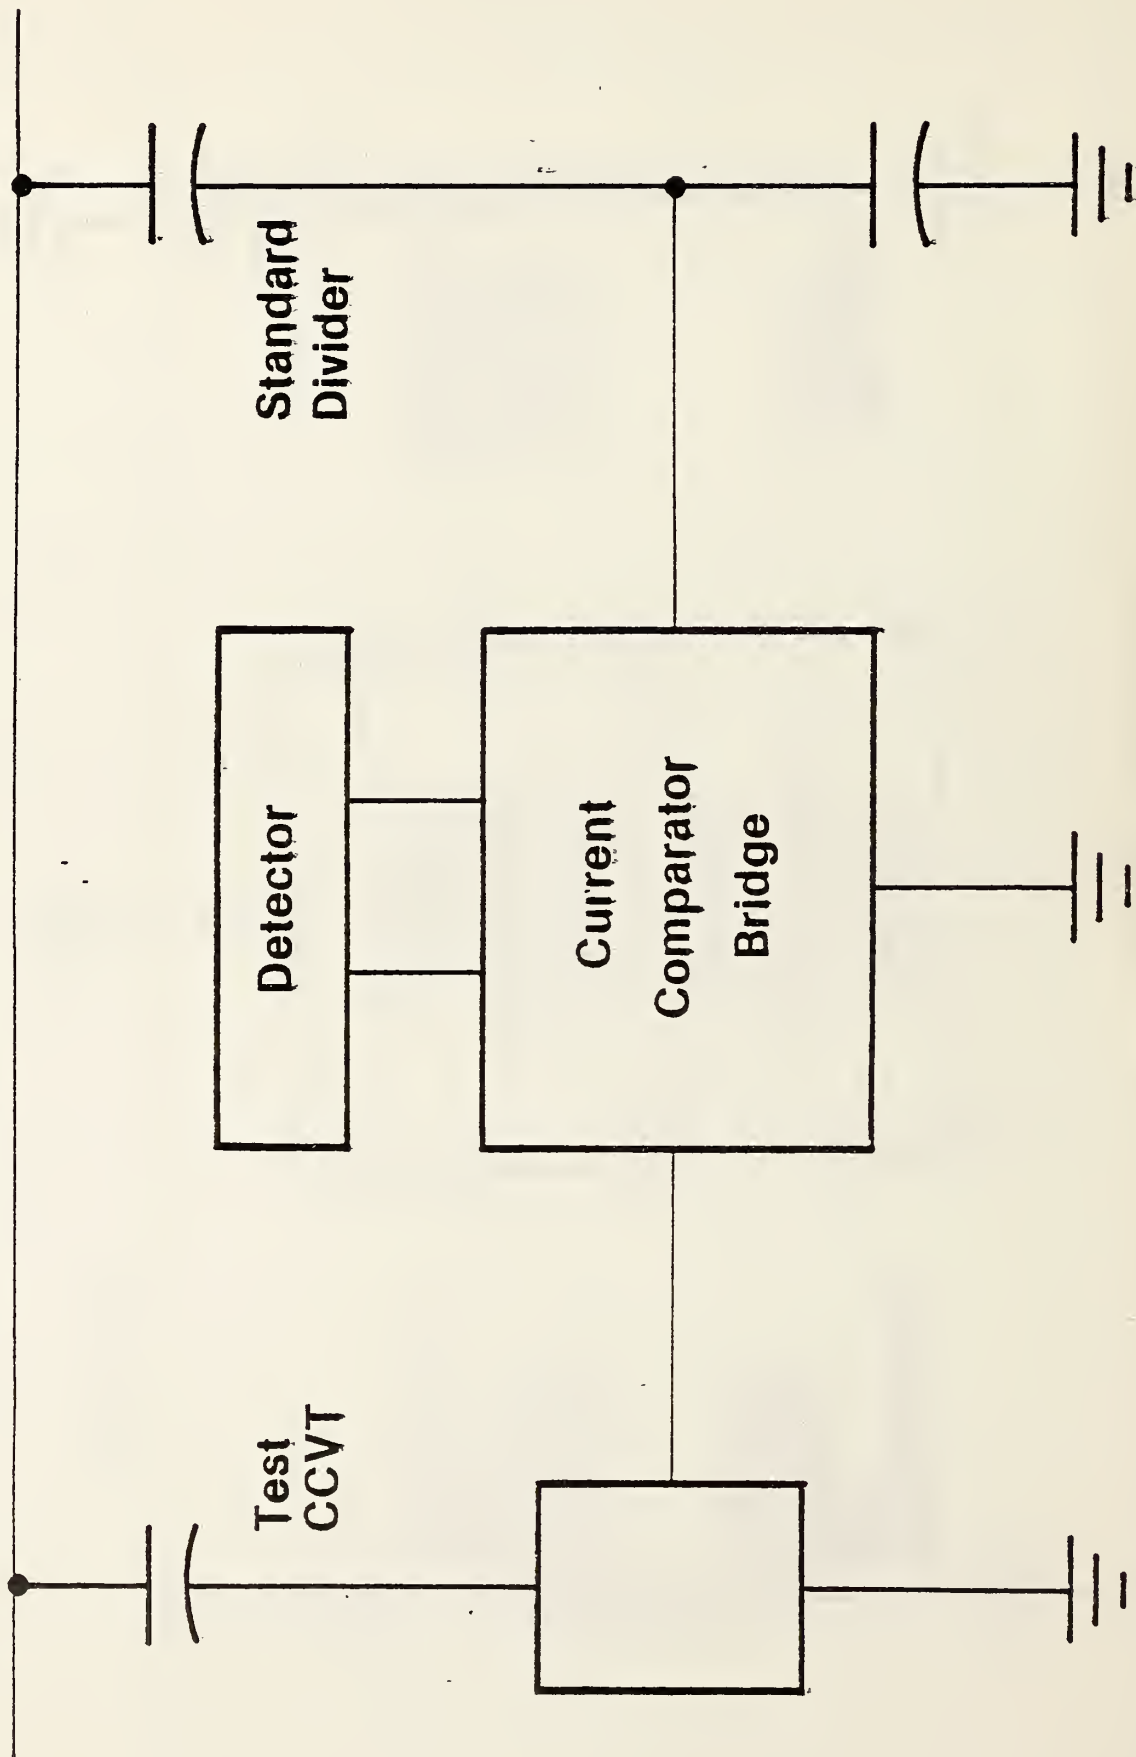 Test
CCVT
Detector
Current
Comparator
Bridge
Standard
Divider